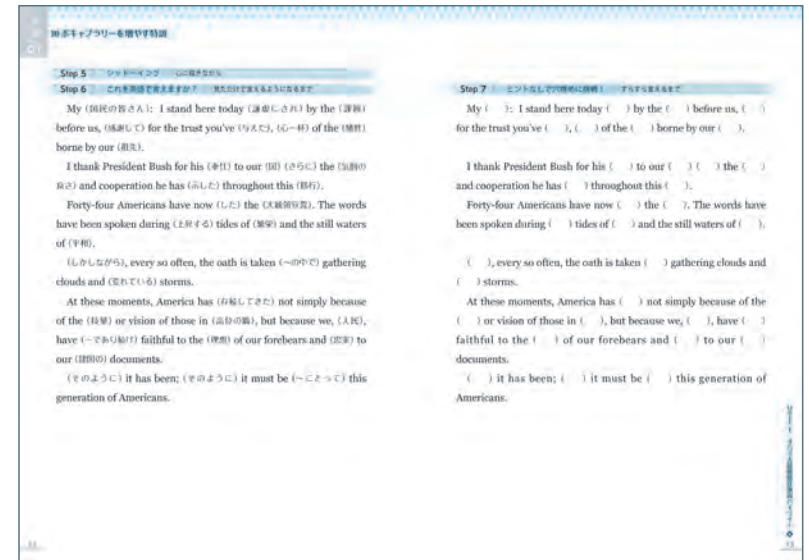 ボキャブラリーを増やす特訓
Step 5 シャドーイング 心に描きながら
Step 6 これを英語で言えますか? 見ただけで言えるようになるまで
My (国民の皆さん): I stand here today (謙虚にされ) by the (課題)
before us, (感謝して) for the trust you've (与えた), (心一杯) of the (犠牲)
borne by our (祖先).
I thank President Bush for his (奉仕) to our (国) (さらに) the (気前の
良さ) and cooperation he has (示した) throughout this (移行).
Forty-four Americans have now (した) the (大統領宣誓). The words
have been spoken during (上昇する) tides of (繁栄) and the still waters
of (平和).
(しかしながら), every so often, the oath is taken (~の中で) gathering
clouds and (荒れている) storms.
At these moments, America has (存続してきた) not simply because
of the (技量) or vision of those in (高位の職), but because we, (人民),
have (~であり続け) faithful to the (理想) of our forebears and (忠実) to
our (建国の) documents.
(そのように) it has been; (そのように) it must be (~にとって) this
generation of Americans.
Step 7 ヒントなしで穴埋めに挑戦! すらすら言えるまで
My ( ): I stand here today ( ) by the ( ) before us, ( )
for the trust you've ( ), ( ) of the ( ) borne by our ( ).
I thank President Bush for his ( ) to our ( ) ( ) the ( )
and cooperation he has ( ) throughout this ( ).
Forty-four Americans have now ( ) the ( ). The words have
been spoken during ( ) tides of ( ) and the still waters of ( ).
( ), every so often, the oath is taken ( ) gathering clouds and
( ) storms.
At these moments, America has ( ) not simply because of the
( ) or vision of those in ( ), but because we, ( ), have ( )
faithful to the ( ) of our forebears and ( ) to our ( )
documents.
( ) it has been; ( ) it must be ( ) this generation of
Americans.